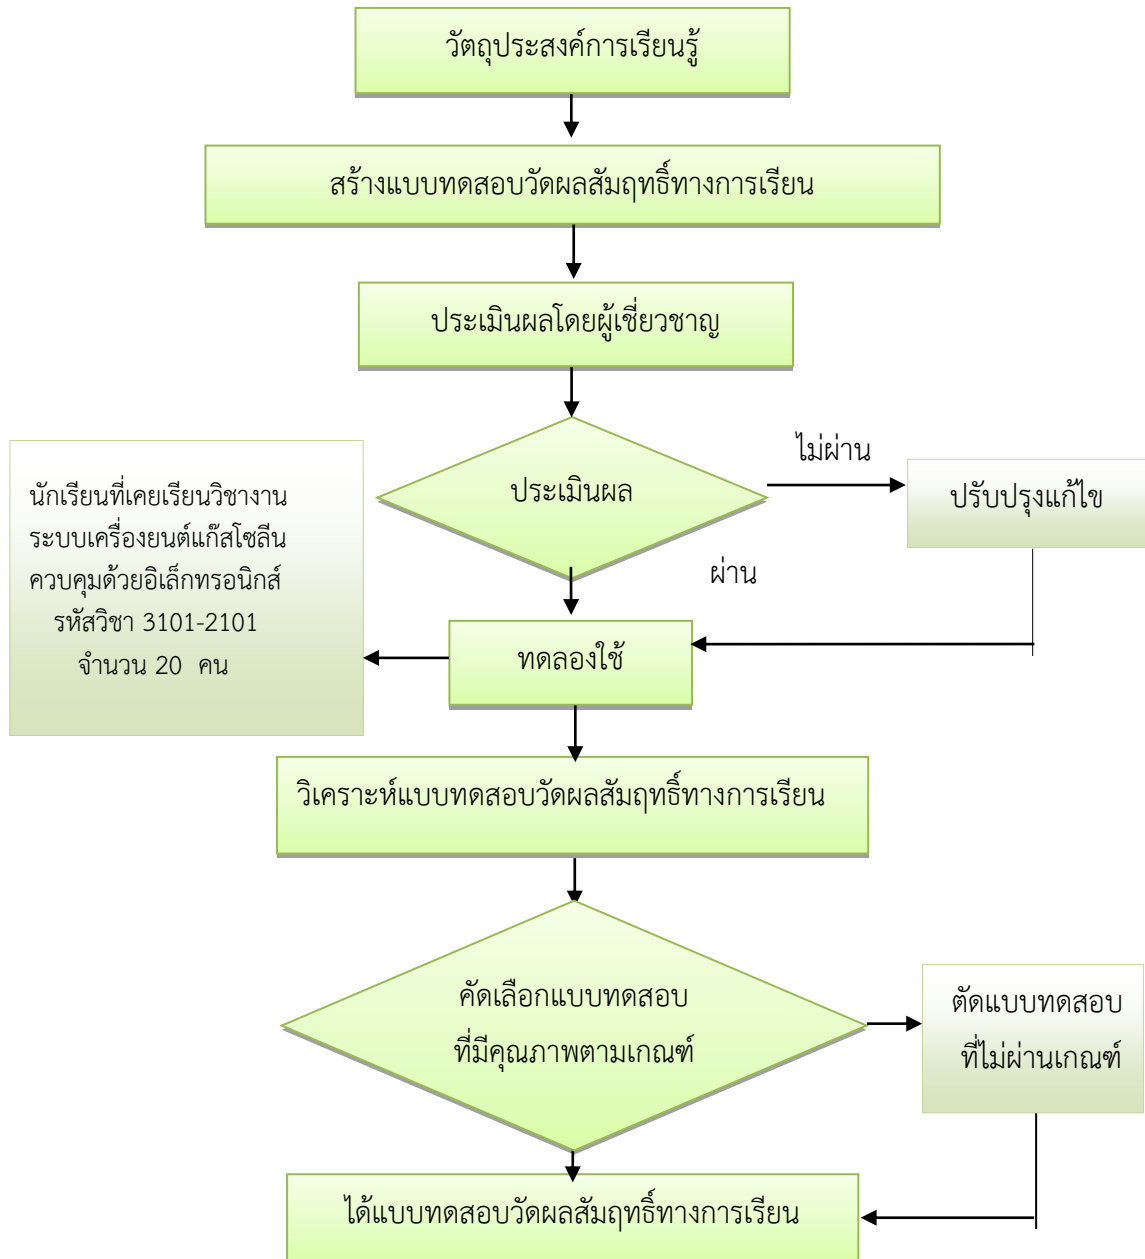 วัตถุประสงค์การเรียนรู้
สร้างแบบทดสอบวัดผลสัมฤทธิ์ทางการเรียน
ประเมินผลโดยผู้เชี่ยวชาญ
ประเมินผล
ไม่ผ่าน
ปรับปรุงแก้ไข
ผ่าน
นักเรียนที่เคยเรียนวิชางาน
ระบบเครื่องยนต์แก๊สโซลีน
ควบคุมด้วยอิเล็กทรอนิกส์
รหัสวิชา 3101-2101
จำนวน 20 คน
ทดลองใช้
วิเคราะห์แบบทดสอบวัดผลสัมฤทธิ์ทางการเรียน
คัดเลือกแบบทดสอบ
ที่มีคุณภาพตามเกณฑ์
ตัดแบบทดสอบ
ที่ไม่ผ่านเกณฑ์
ได้แบบทดสอบวัดผลสัมฤทธิ์ทางการเรียน